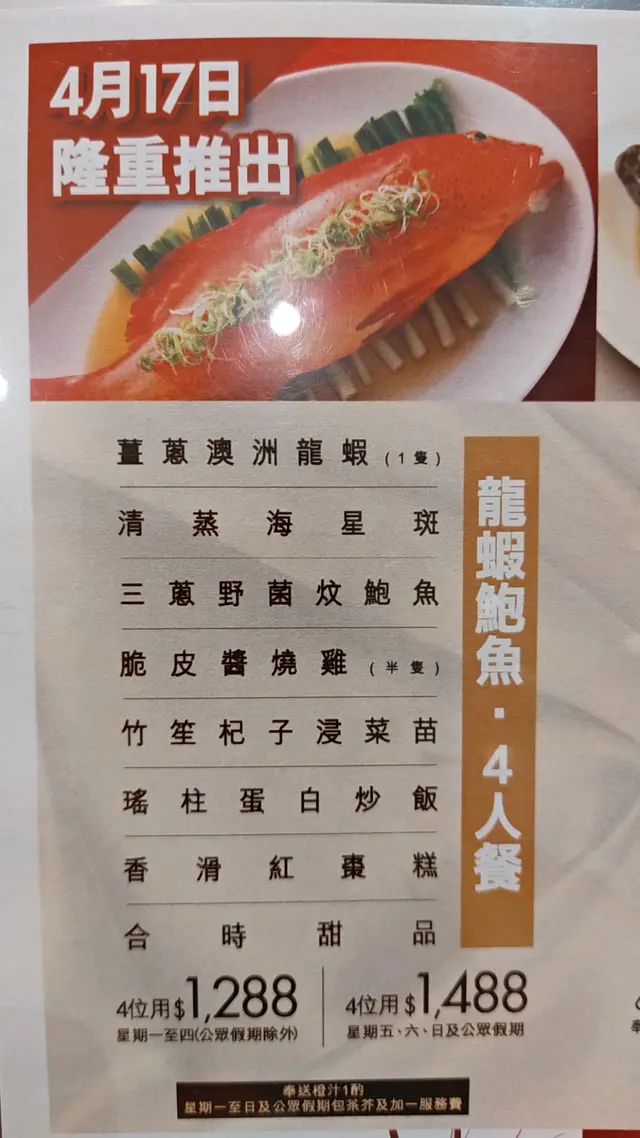 4月17日
隆重推出
薑蔥澳洲龍蝦(1隻)
清蒸海星斑
三蔥野菌炆鮑魚
脆皮醬燒雞(半隻)
竹笙杞子浸菜苗
瑤柱蛋白炒飯
香滑紅棗糕
合時甜品
龍蝦鮑魚·4人餐
4位用$1,288
星期一至四(公眾假期除外)
4位用$1,488
星期五、六、日及公眾假期
奉送橙汁1酌
星期一至日及公眾假期包茶芥及加一服務費